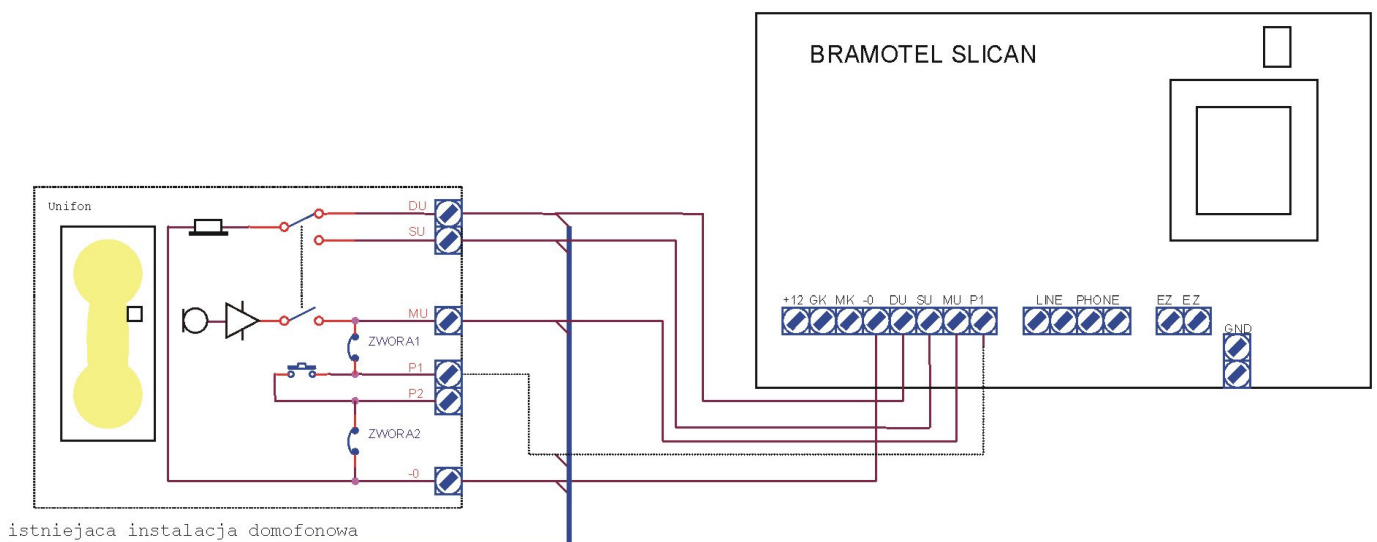 BRAMOTEL SLICAN
Unifon
DU
SU
MU
ZWORA1
P1
P2
ZWORA2
-0
+12 GK MK -0 DU SU MU P1
LINE PHONE
EZ EZ
GND
istniejaca instalacja domofonowa